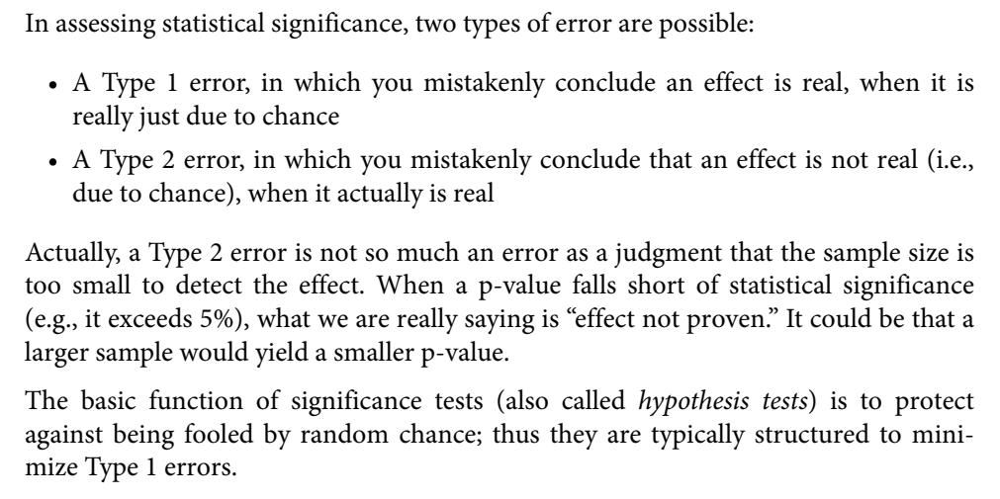 In assessing statistical significance, two types of error are possible:
• A Type 1 error, in which you mistakenly conclude an effect is real, when it is
really just due to chance
• A Type 2 error, in which you mistakenly conclude that an effect is not real (i.e.,
due to chance), when it actually is real
Actually, a Type 2 error is not so much an error as a judgment that the sample size is
too small to detect the effect. When a p-value falls short of statistical significance
(e.g., it exceeds 5%), what we are really saying is “effect not proven.” It could be that a
larger sample would yield a smaller p-value.
The basic function of significance tests (also called hypothesis tests) is to protect
against being fooled by random chance; thus they are typically structured to mini-
mize Type 1 errors.